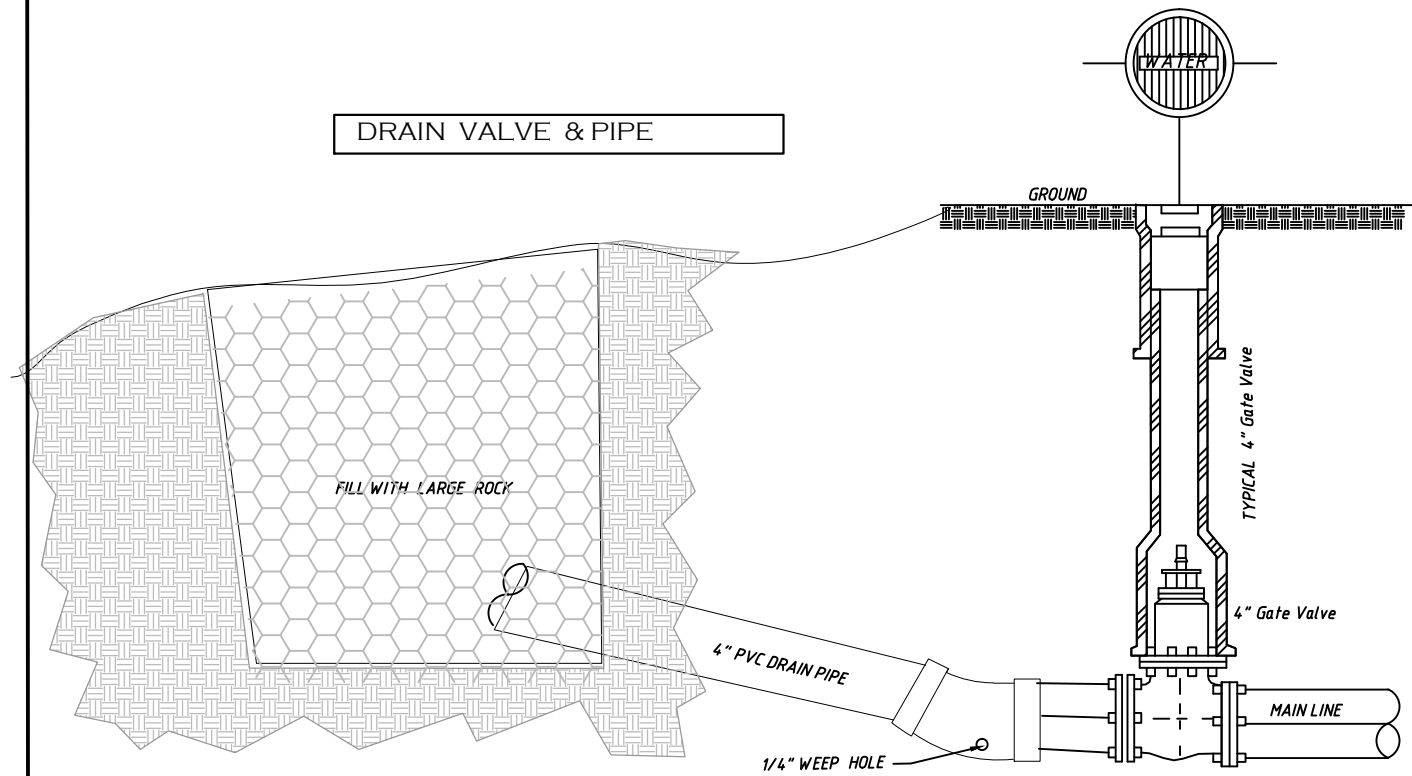 WATER
DRAIN VALVE & PIPE
GROUND
TYPICAL 4" Gate Valve
FILL WITH LARGE ROCK
4" Gate Valve
4" PVC DRAIN PIPE
MAIN LINE
1/4" WEEP HOLE